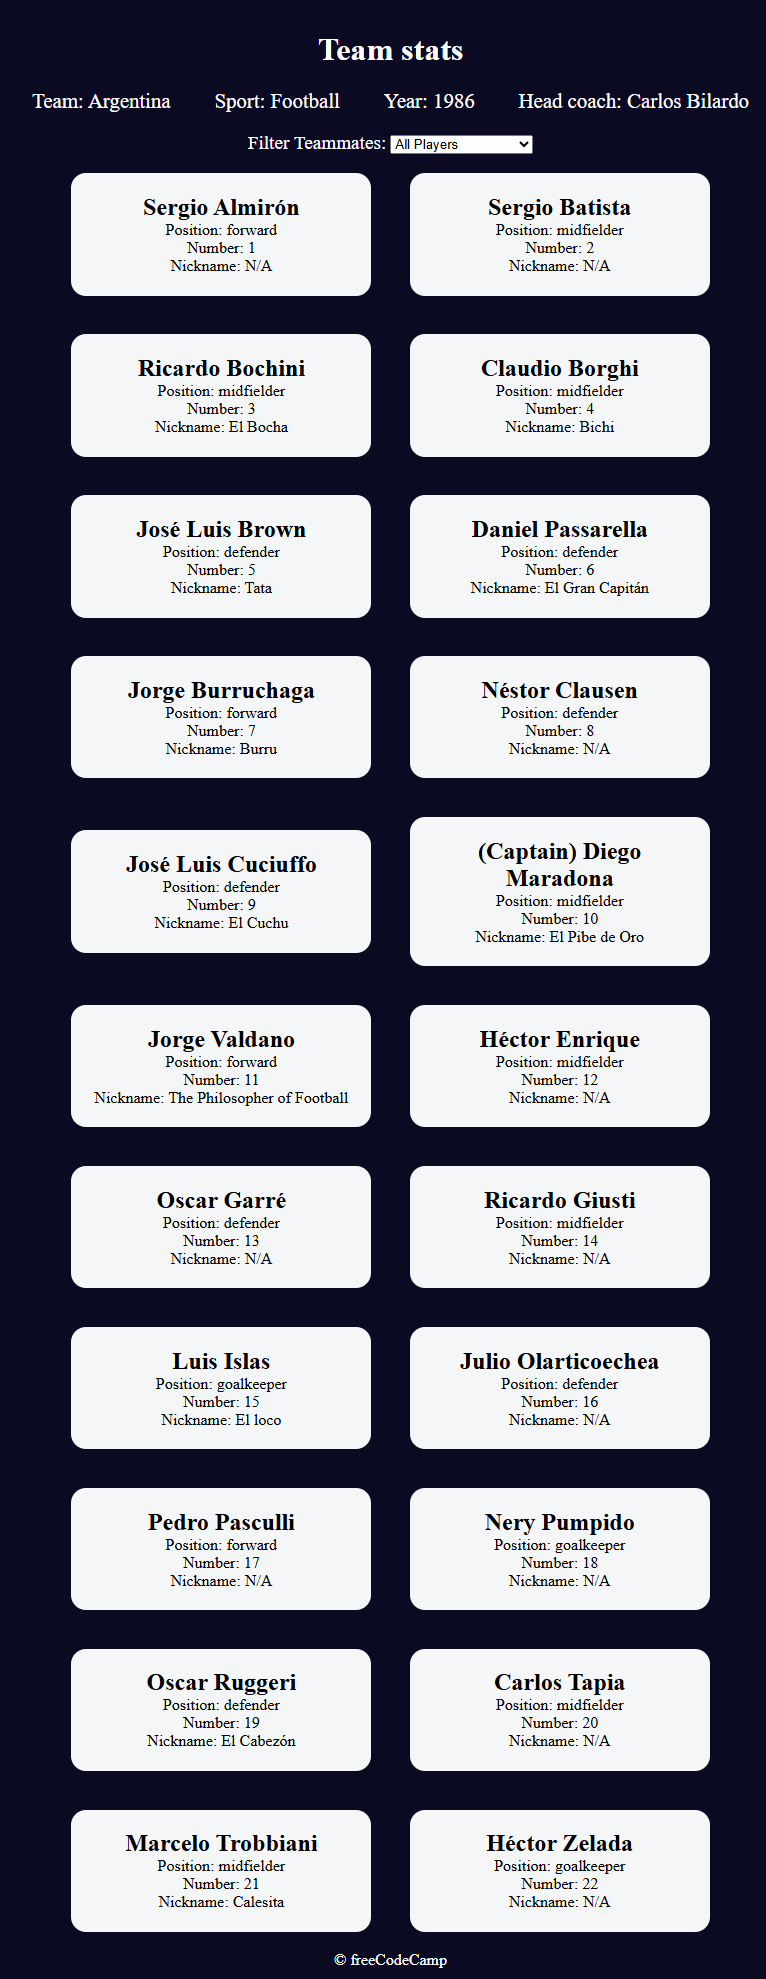 Team stats
Team: Argentina Sport: Football Year: 1986 Head coach: Carlos Bilardo
Filter Teammates: All Players
Sergio Almirón
Position: forward
Number: 1
Nickname: N/A
Sergio Batista
Position: midfielder
Number: 2
Nickname: N/A
Ricardo Bochini
Position: midfielder
Number: 3
Nickname: El Bocha
Claudio Borghi
Position: midfielder
Number: 4
Nickname: Bichi
José Luis Brown
Position: defender
Number: 5
Nickname: Tata
Daniel Passarella
Position: defender
Number: 6
Nickname: El Gran Capitán
Jorge Burruchaga
Position: forward
Number: 7
Nickname: Burru
Néstor Clausen
Position: defender
Number: 8
Nickname: N/A
José Luis Cuciuffo
Position: defender
Number: 9
Nickname: El Cuchu
(Captain) Diego
Maradona
Position: midfielder
Number: 10
Nickname: El Pibe de Oro
Jorge Valdano
Position: forward
Number: 11
Nickname: The Philosopher of Football
Héctor Enrique
Position: midfielder
Number: 12
Nickname: N/A
Oscar Garré
Position: defender
Number: 13
Nickname: N/A
Ricardo Giusti
Position: midfielder
Number: 14
Nickname: N/A
Luis Islas
Position: goalkeeper
Number: 15
Nickname: El loco
Julio Olarticoechea
Position: defender
Number: 16
Nickname: N/A
Pedro Pasculli
Position: forward
Number: 17
Nickname: N/A
Nery Pumpido
Position: goalkeeper
Number: 18
Nickname: N/A
Oscar Ruggeri
Position: defender
Number: 19
Nickname: El Cabezón
Carlos Tapia
Position: midfielder
Number: 20
Nickname: N/A
Marcelo Trobbiani
Position: midfielder
Number: 21
Nickname: Calesita
Héctor Zelada
Position: goalkeeper
Number: 22
Nickname: N/A
© freeCodeCamp